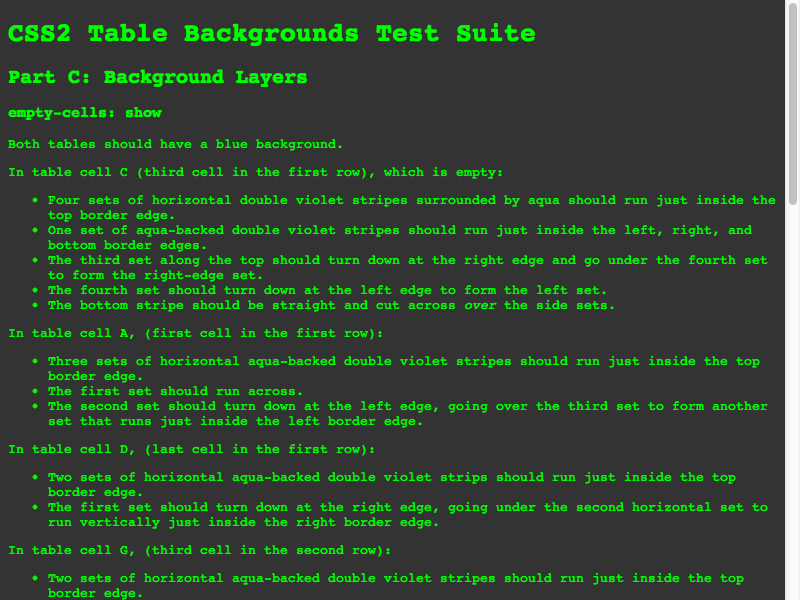 CSS2 Table Backgrounds Test Suite
Part C: Background Layers
empty-cells: show
Both tables should have a blue background.
In table cell C (third cell in the first row), which is empty:
• Four sets of horizontal double violet stripes surrounded by aqua should run just inside the
top border edge.
• One set of aqua-backed double violet stripes should run just inside the left, right, and
bottom border edges.
• The third set along the top should turn down at the right edge and go under the fourth set
to form the right-edge set.
• The fourth set should turn down at the left edge to form the left set.
• The bottom stripe should be straight and cut across over the side sets.
In table cell A, (first cell in the first row):
• Three sets of horizontal aqua-backed double violet stripes should run just inside the top
border edge.
• The first set should run across.
• The second set should turn down at the left edge, going over the third set to form another
set that runs just inside the left border edge.
In table cell D, (last cell in the first row):
• Two sets of horizontal aqua-backed double violet strips should run just inside the top
border edge.
• The first set should turn down at the right edge, going under the second horizontal set to
run vertically just inside the right border edge.
In table cell G, (third cell in the second row):
• Two sets of horizontal aqua-backed double violet stripes should run just inside the top
border edge.